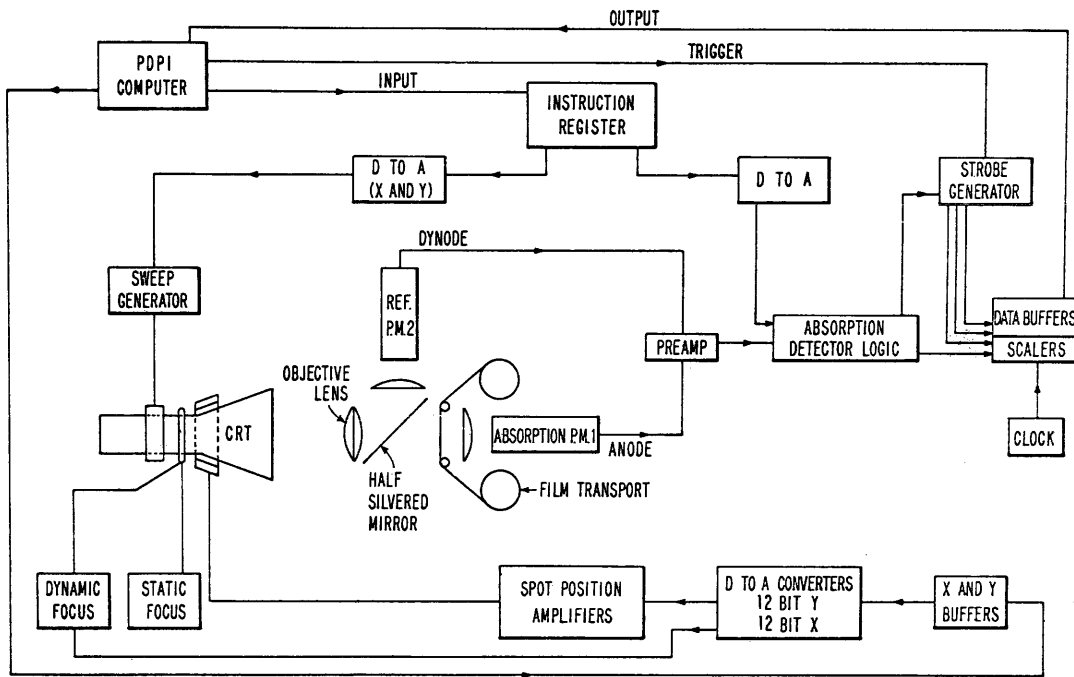 OUTPUT
PDPI
COMPUTER
TRIGGER
INPUT
INSTRUCTION
REGISTER
D TO A
(X AND Y)
D TO A
STROBE
GENERATOR
DYNODE
SWEEP
GENERATOR
REF.
P.M.2
PREAMP
ABSORPTION
DETECTOR LOGIC
DATA BUFFERS
SCALERS
OBJECTIVE
LENS
CRT
ABSORPTION P.M.1
ANODE
CLOCK
HALF
SILVERED
MIRROR
FILM TRANSPORT
DYNAMIC
FOCUS
STATIC
FOCUS
SPOT POSITION
AMPLIFIERS
D TO A CONVERTERS
12 BIT Y
12 BIT X
X AND Y
BUFFERS